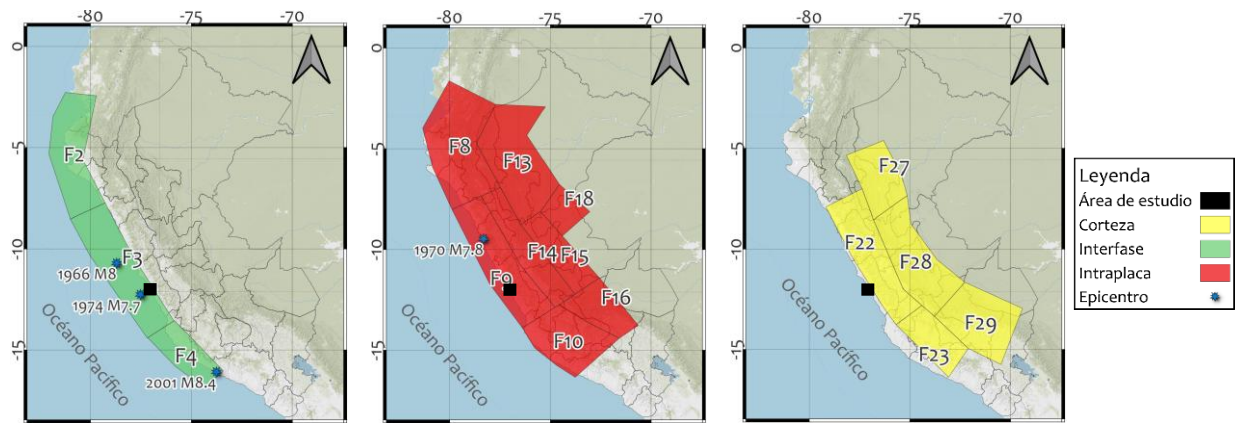 -80 -75 -70
0
-5
-10
-15
F2
F3
1966 M8
1974 M7.7
F4
2001 M8.4
Océano Pacífico
-80 -75 -70
0
-5
-10
-15
F8
F13
F18
1970 M7.8
F14
F15
F9
F16
F10
Océano Pacífico
-80 -75 -70
0
-5
-10
-15
F27
F22
F28
F29
F23
Océano Pacífico
Leyenda
Área de estudio
Corteza
Interfase
Intraplaca
Epicentro